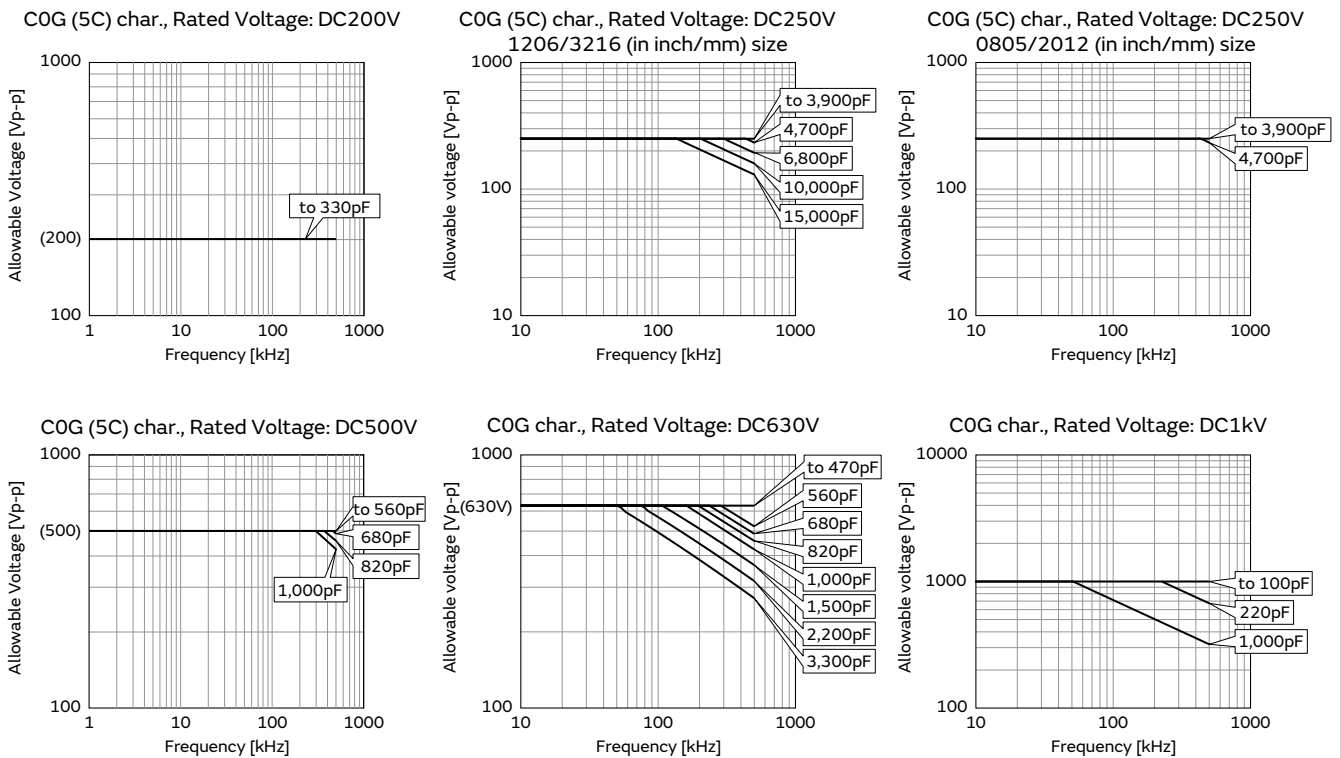 C0G (5C) char., Rated Voltage: DC200V
1000
(200)
100
Allowable Voltage [Vp-p]
to 330pF
1 10 100 1000
Frequency [kHz]
C0G (5C) char., Rated Voltage: DC250V
1206/3216 (in inch/mm) size
1000
100
10
Allowable voltage [Vp-p]
to 3,900pF
4,700pF
6,800pF
10,000pF
15,000pF
10 100 1000
Frequency [kHz]
C0G (5C) char., Rated Voltage: DC250V
0805/2012 (in inch/mm) size
1000
100
10
Allowable voltage [Vp-p]
to 3,900pF
4,700pF
10 100 1000
Frequency [kHz]
C0G (5C) char., Rated Voltage: DC500V
1000
(500)
100
Allowable Voltage [Vp-p]
to 560pF
680pF
820pF
1,000pF
1 10 100 1000
Frequency [kHz]
C0G char., Rated Voltage: DC630V
1000
(630V)
100
Allowable Voltage [Vp-p]
to 470pF
560pF
680pF
820pF
1,000pF
1,500pF
2,200pF
3,300pF
10 100 1000
Frequency [kHz]
C0G char., Rated Voltage: DC1kV
10000
1000
100
Allowable voltage [Vp-p]
to 100pF
220pF
1,000pF
10 100 1000
Frequency [kHz]